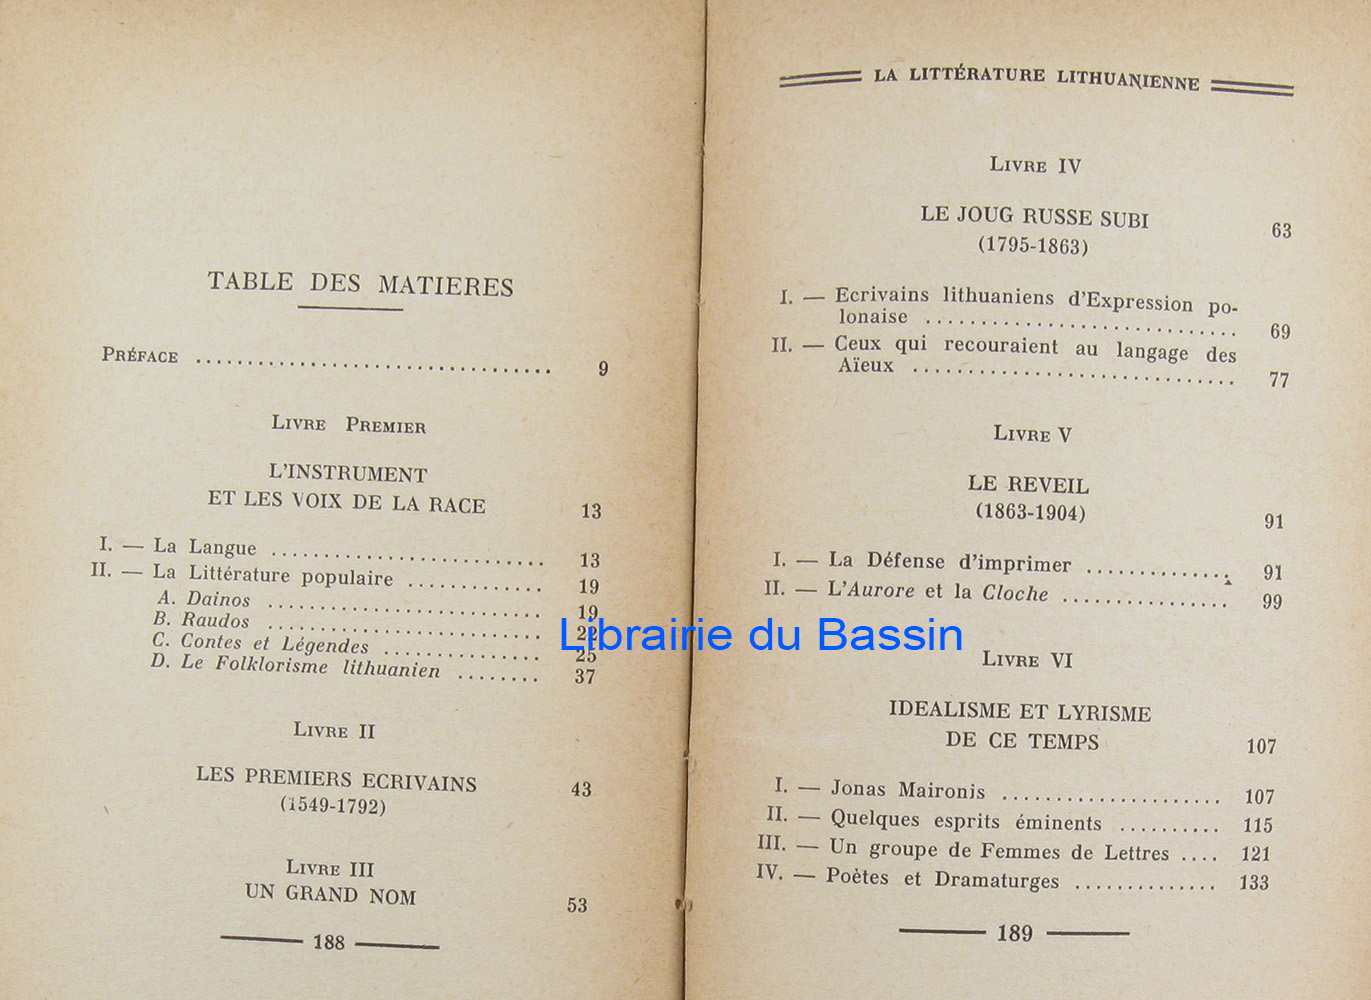 TABLE DES MATIERES
PRÉFACE .................................. 9
LIVRE PREMIER
L'INSTRUMENT
ET LES VOIX DE LA RACE 13
I. — La Langue .......................... 13
II. — La Littérature populaire ............. 19
A. Dainos .......................... 19
B. Raudos .......................... 22
C. Contes et Légendes ............... 25
D. Le Folklorisme lithuanien ........ 37
LIVRE II
LES PREMIERS ECRIVAINS 43
(1549-1792)
LIVRE III
UN GRAND NOM 53
— 188 —
LA LITTÉRATURE LITHUANIENNE
LIVRE IV
LE JOUG RUSSE SUBI 63
(1795-1863)
I. — Ecrivains lithuaniens d'Expression po-
lonaise ............................ 69
II. — Ceux qui recouraient au langage des
Aïeux ............................. 77
LIVRE V
LE REVEIL
(1863-1904) 91
I. — La Défense d'imprimer .............. 91
II. — L'Aurore et la Cloche ................ 99
LIVRE VI
IDEALISME ET LYRISME
DE CE TEMPS 107
I. — Jonas Maironis ..................... 107
II. — Quelques esprits éminents .......... 115
III. — Un groupe de Femmes de Lettres .... 121
IV. — Poètes et Dramaturges .............. 133
— 189 —
Librairie du Bassin